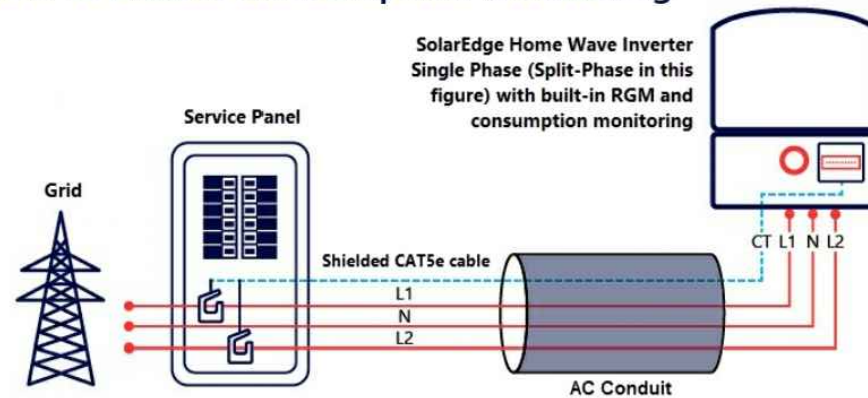 SolarEdge Home Wave Inverter
Single Phase (Split-Phase in this
figure) with built-in RGM and
consumption monitoring
Service Panel
Grid
CT L1 N L2
Shielded CAT5e cable
L1
N
L2
AC Conduit